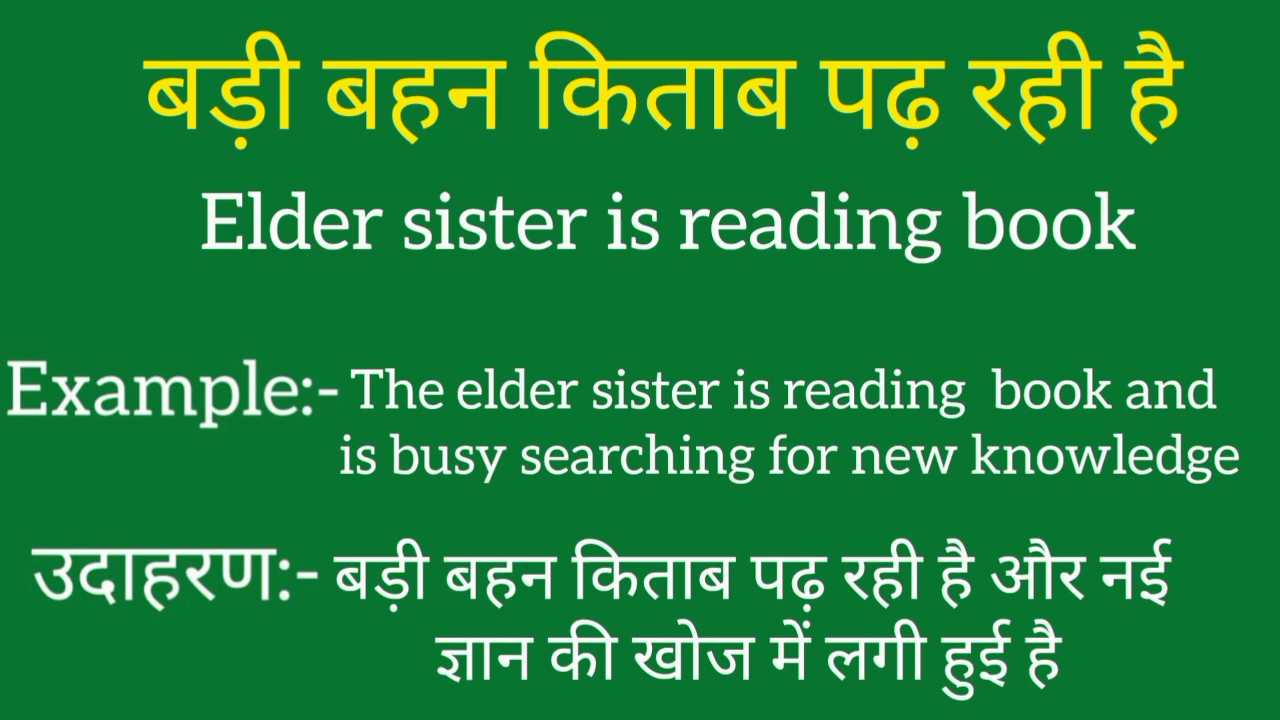 बड़ी बहन किताब पढ़ रही है
Elder sister is reading book
Example:- The elder sister is reading book and
is busy searching for new knowledge
उदाहरण:- बड़ी बहन किताब पढ़ रही है और नई
ज्ञान की खोज में लगी हुई है